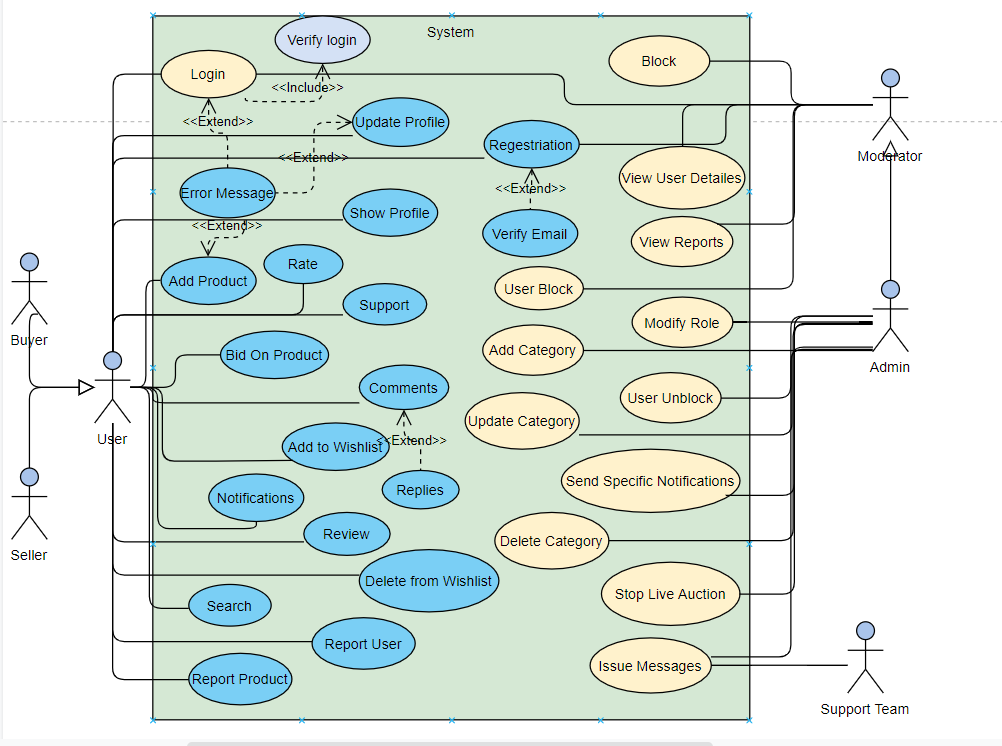 System
Verify login
Login
<<Include>>
Block
<<Extend>>
Update Profile
Regestriation
Moderator
<<Extend>>
View User Detailes
Error Message
<<Extend>>
Show Profile
<<Extend>>
Verify Email
View Reports
Rate
Add Product
User Block
Support
Modify Role
Buyer
Bid On Product
Add Category
Admin
Comments
User Unblock
Update Category
User
<<Extend>>
Add to Wishlist
Send Specific Notifications
Replies
Notifications
Review
Delete Category
Seller
Delete from Wishlist
Stop Live Auction
Search
Report User
Issue Messages
Report Product
Support Team